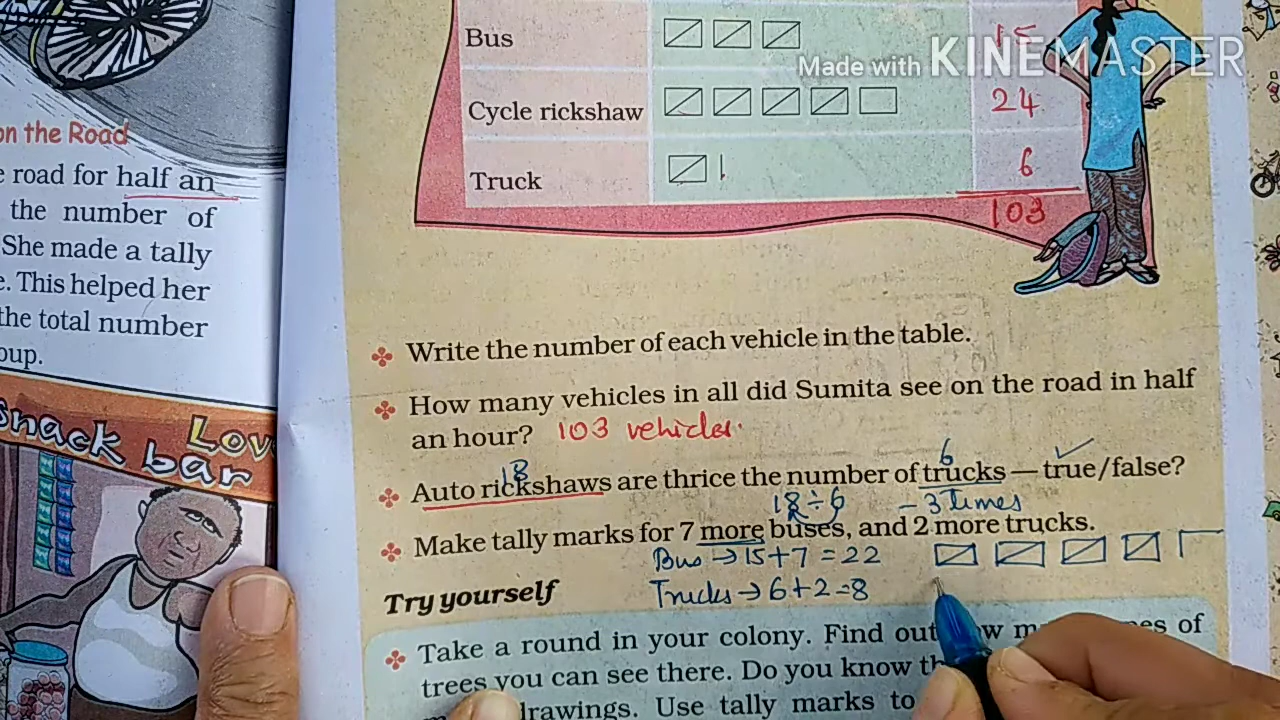 Bus 15
Made with KINEMASTER
Cycle rickshaw 24
Truck 6
103
on the Road
e road for half an
the number of
She made a tally
e. This helped her
the total number
oup.
snack bar
Lov
Write the number of each vehicle in the table.
How many vehicles in all did Sumita see on the road in half
an hour? 103 vehicles.
18 6
Auto rickshaws are thrice the number of trucks — true/false?
18÷6 - 3 times
Make tally marks for 7 more buses, and 2 more trucks.
Bus → 15+7 = 22
Try yourself
Trucks → 6+2=8
Take a round in your colony. Find out
of
trees you can see there. Do you know
drawings. Use tally marks to